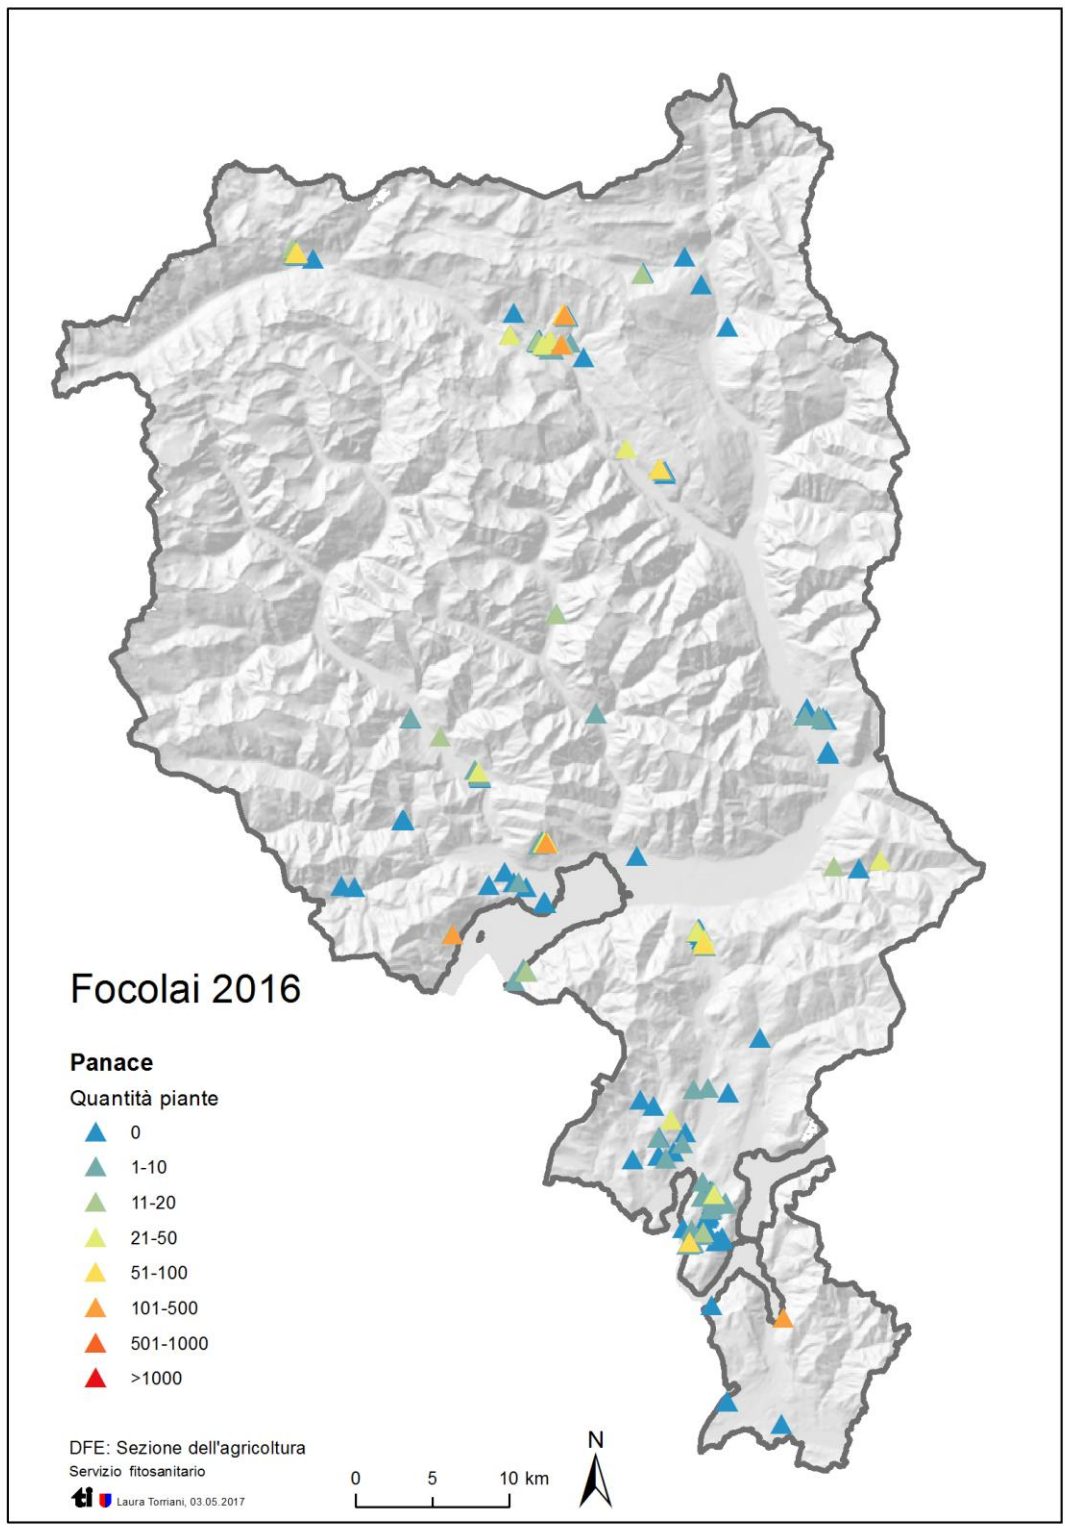 Focolai 2016
Panace
Quantità piante
0
1-10
11-20
21-50
51-100
101-500
501-1000
>1000
DFE: Sezione dell'agricoltura
Servizio fitosanitario
ti Laura Torriani, 03.05.2017
0 5 10 km
N